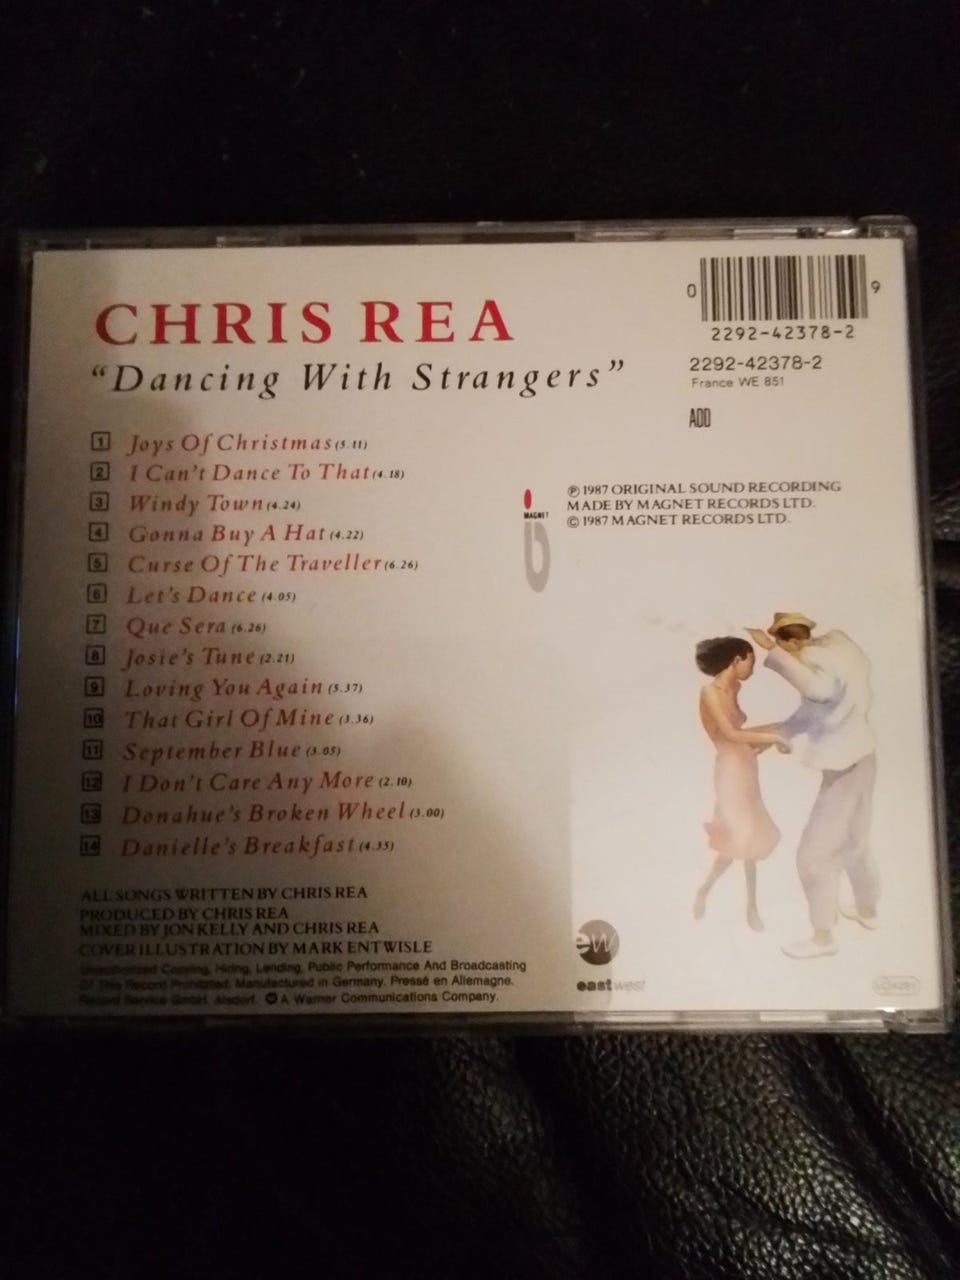 CHRIS REA
"Dancing With Strangers"
0
9
2292-42378-2
2292-42378-2
France WE 851
ADD
1 Joys Of Christmas (5.11)
2 I Can't Dance To That (4.18)
3 Windy Town (4.24)
4 Gonna Buy A Hat (4.22)
5 Curse Of The Traveller (6.26)
6 Let's Dance (4.05)
7 Que Sera (6.26)
8 Josie's Tune (2.21)
9 Loving You Again (5.37)
10 That Girl Of Mine (3.36)
11 September Blue (3.05)
12 I Don't Care Any More (2.10)
13 Donahue's Broken Wheel (3.00)
14 Danielle's Breakfast (4.35)
MAGNET
℗ 1987 ORIGINAL SOUND RECORDING
MADE BY MAGNET RECORDS LTD.
© 1987 MAGNET RECORDS LTD.
ALL SONGS WRITTEN BY CHRIS REA
PRODUCED BY CHRIS REA
MIXED BY JON KELLY AND CHRIS REA
COVER ILLUSTRATION BY MARK ENTWISLE
Unauthorized Copying, Hiring, Lending, Public Performance And Broadcasting
Of This Record Prohibited. Manufactured in Germany. Pressé en Allemagne.
Record Service GmbH, Alsdorf. A Warner Communications Company.
ew
eastwest